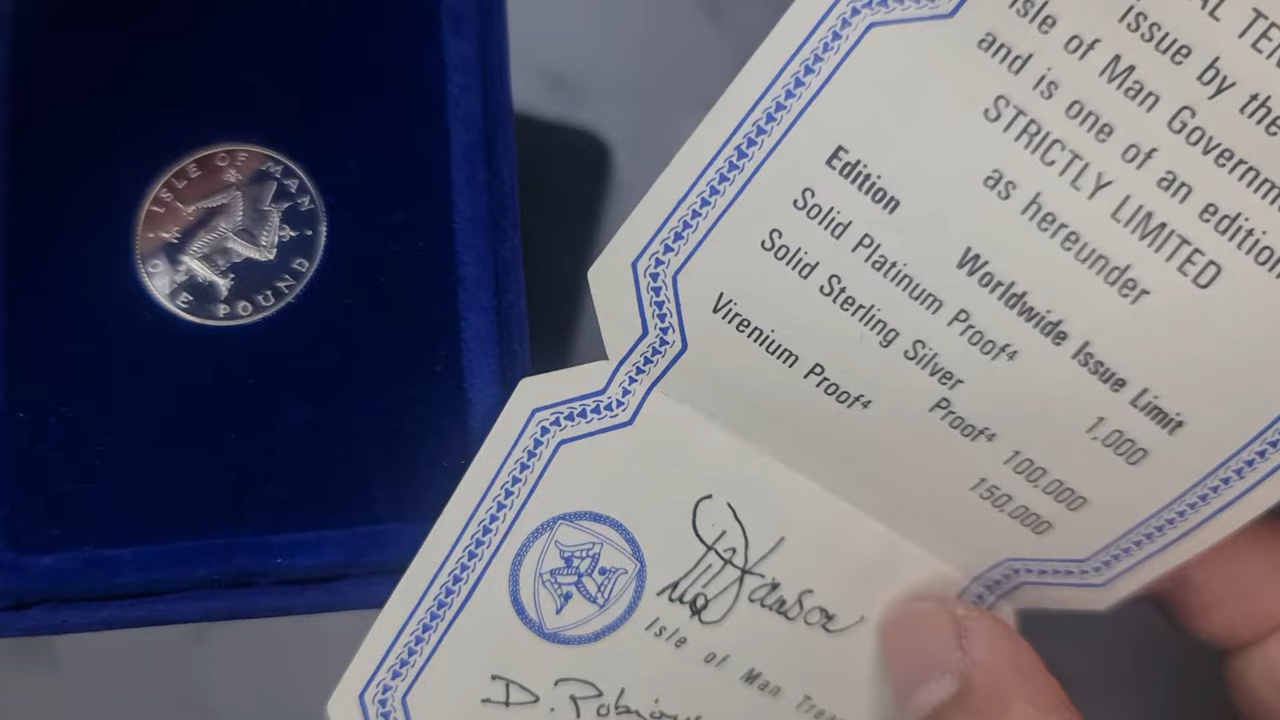 ISLE OF MAN
ONE POUND
issue by the
Isle of Man
and is one of an edition
STRICTLY LIMITED
as hereunder
Edition Worldwide Issue Limit
Solid Platinum Proof⁴ 1,000
Solid Sterling Silver Proof⁴ 100,000
Virenium Proof⁴ 150,000
Isle of Man
D.